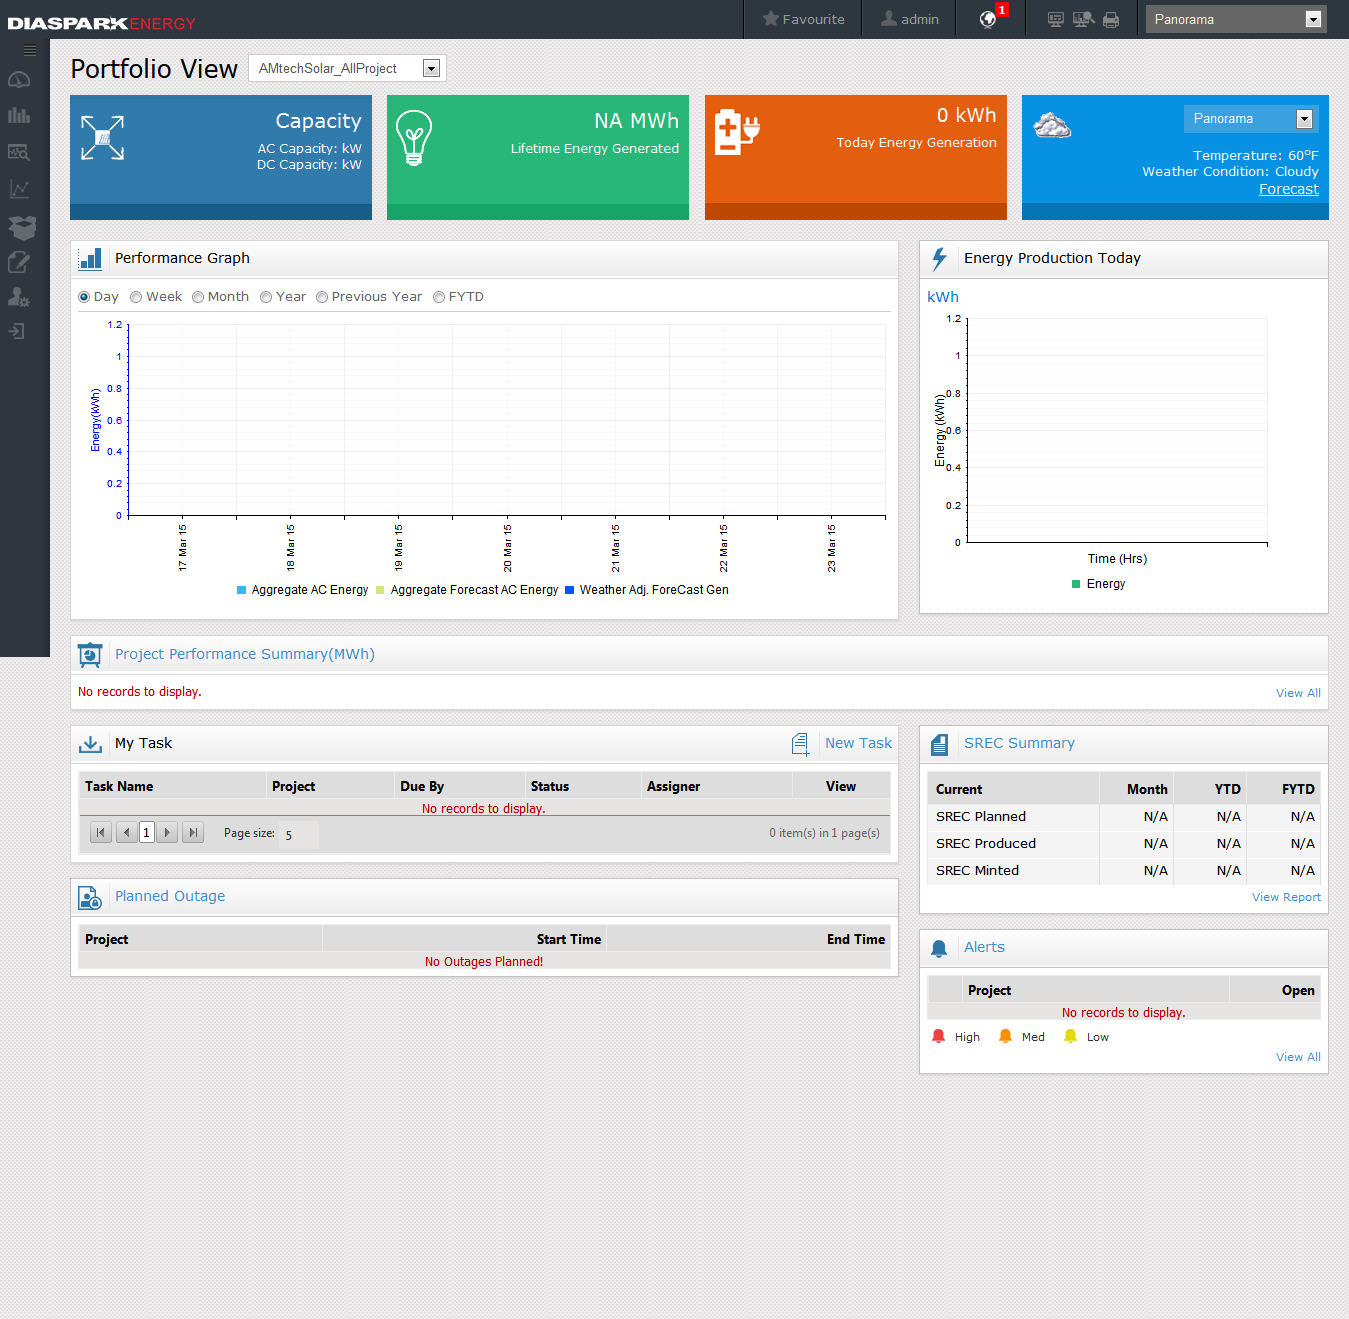 DIASPARKENERGY
Favourite
admin
1
Panorama
Portfolio View
AMtechSolar_AllProject
Capacity
AC Capacity: kW
DC Capacity: kW
NA MWh
Lifetime Energy Generated
0 kWh
Today Energy Generation
Panorama
Temperature: 60°F
Weather Condition: Cloudy
Forecast
Performance Graph
Day Week Month Year Previous Year FYTD
1.2
1
0.8
0.6
0.4
0.2
0
Energy(kWh)
17 Mar 15
18 Mar 15
19 Mar 15
20 Mar 15
21 Mar 15
22 Mar 15
23 Mar 15
Aggregate AC Energy Aggregate Forecast AC Energy Weather Adj. ForeCast Gen
Energy Production Today
kWh
1.2
1
0.8
0.6
0.4
0.2
0
Energy (kWh)
Time (Hrs)
Energy
Project Performance Summary(MWh)
No records to display.
View All
My Task
New Task
Task Name Project Due By Status Assigner View
No records to display.
1 Page size: 5 0 item(s) in 1 page(s)
SREC Summary
Current Month YTD FYTD
SREC Planned N/A N/A N/A
SREC Produced N/A N/A N/A
SREC Minted N/A N/A N/A
View Report
Planned Outage
Project Start Time End Time
No Outages Planned!
Alerts
Project Open
No records to display.
High Med Low
View All